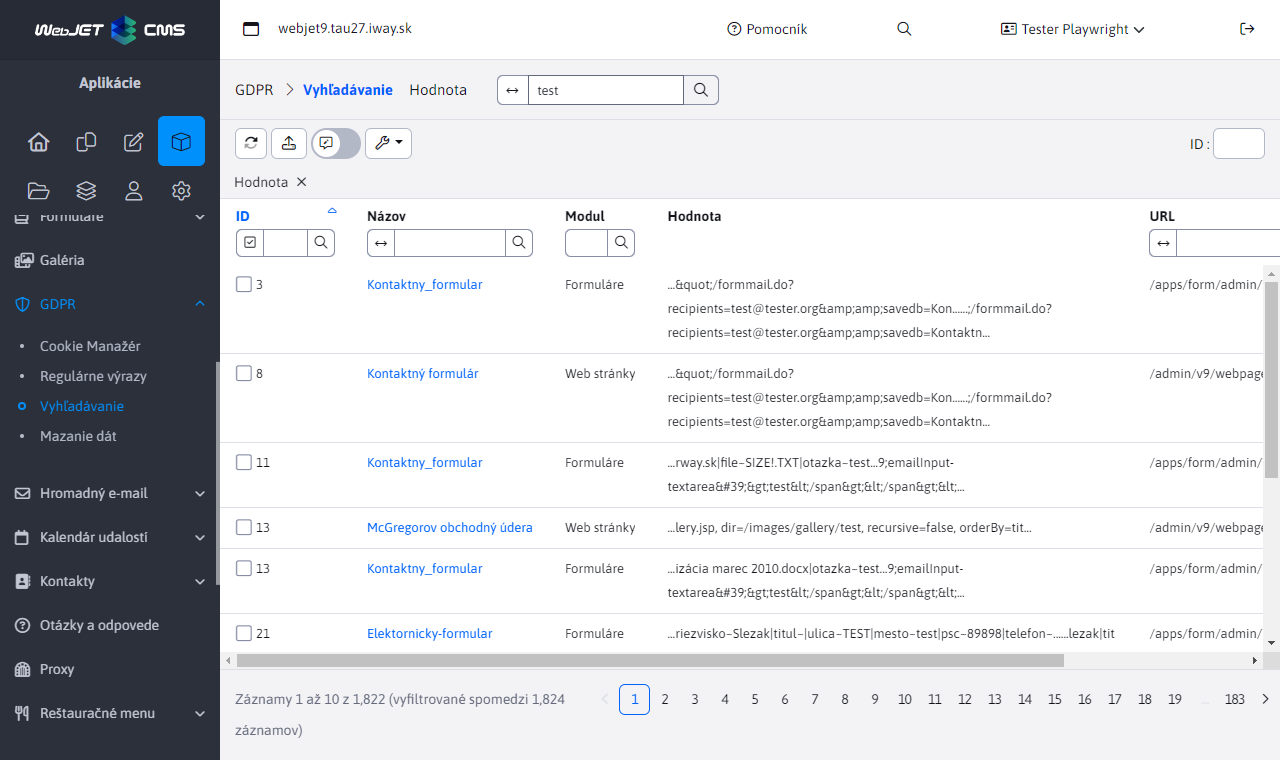 WebJET CMS
webjet9.tau27.iway.sk
Pomocník
Tester Playwright
Aplikácie
GDPR
Vyhľadávanie
Hodnota
test
ID :
Hodnota
Formuláre
Galéria
GDPR
Cookie Manažér
Regulárne výrazy
Vyhľadávanie
Mazanie dát
Hromadný e-mail
Kalendár udalostí
Kontakty
Otázky a odpovede
Proxy
Reštauračné menu
ID Názov Modul Hodnota URL
3 Kontaktny_formular Formuláre ...&quot;/formmail.do? /apps/form/admin/
recipients=test@tester.org&amp;amp;savedb=Kon......;/formmail.do?
recipients=test@tester.org&amp;amp;savedb=Kontaktn...
8 Kontaktný formulár Web stránky ...&quot;/formmail.do? /admin/v9/webpage
recipients=test@tester.org&amp;amp;savedb=Kon......;/formmail.do?
recipients=test@tester.org&amp;amp;savedb=Kontaktn...
11 Kontaktny_formular Formuláre ...rway.sk|file~SIZE!.TXT|otazka~test...9;emailInput- /apps/form/admin/
textarea&#39;&gt;test&lt;/span&gt;&lt;/span&gt;&lt;...
13 McGregorov obchodný údera Web stránky ...lery.jsp, dir=/images/gallery/test, recursive=false, orderBy=tit... /admin/v9/webpage
13 Kontaktny_formular Formuláre ...izácia marec 2010.docx|otazka~test...9;emailInput- /apps/form/admin/
textarea&#39;&gt;test&lt;/span&gt;&lt;/span&gt;&lt;...
21 Elektornicky-formular Formuláre ...riezvisko~Slezak|titul~|ulica~TEST|mesto~test|psc~89898|telefon~......lezak|tit /apps/form/admin/
Záznamy 1 až 10 z 1,822 (vyfiltrované spomedzi 1,824
záznamov)
1 2 3 4 5 6 7 8 9 10 11 12 13 14 15 16 17 18 19 ... 183